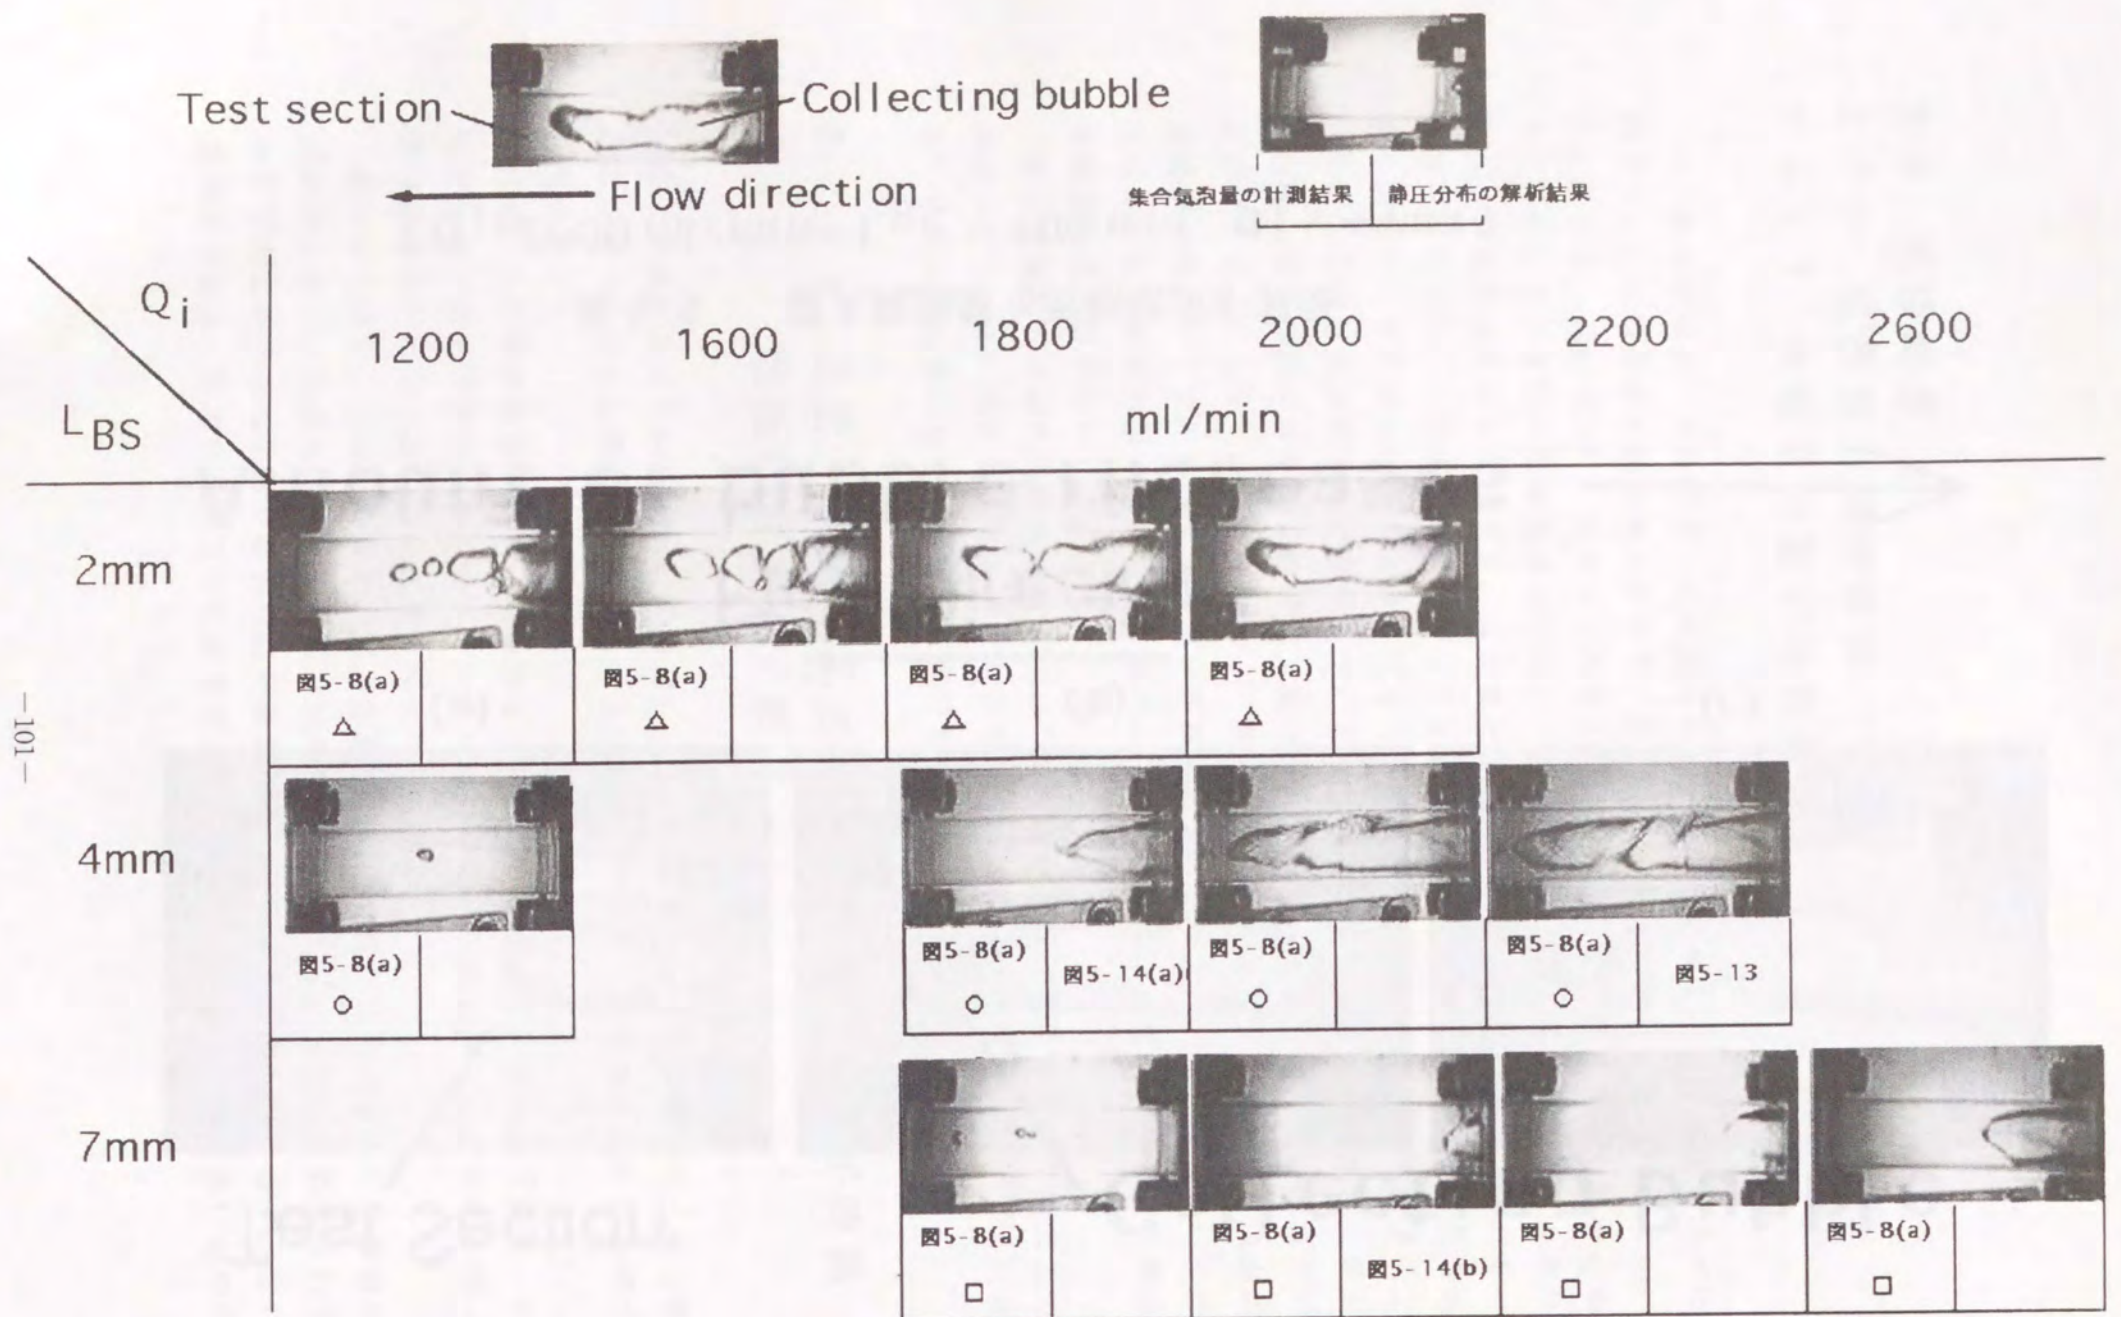 Test section
Collecting bubble
Flow direction
集合気泡量の計測結果 静圧分布の解析結果
Qi
1200 1600 1800 2000 2200 2600
LBS
ml/min
2mm
図5-8(a) 図5-8(a) 図5-8(a) 図5-8(a)
△ △ △ △
4mm
図5-8(a) 図5-8(a) 図5-14(a) 図5-8(a) 図5-8(a) 図5-13
○ ○ ○ ○
7mm
図5-8(a) 図5-8(a) 図5-14(b) 図5-8(a) 図5-8(a)
□ □ □ □
—101—